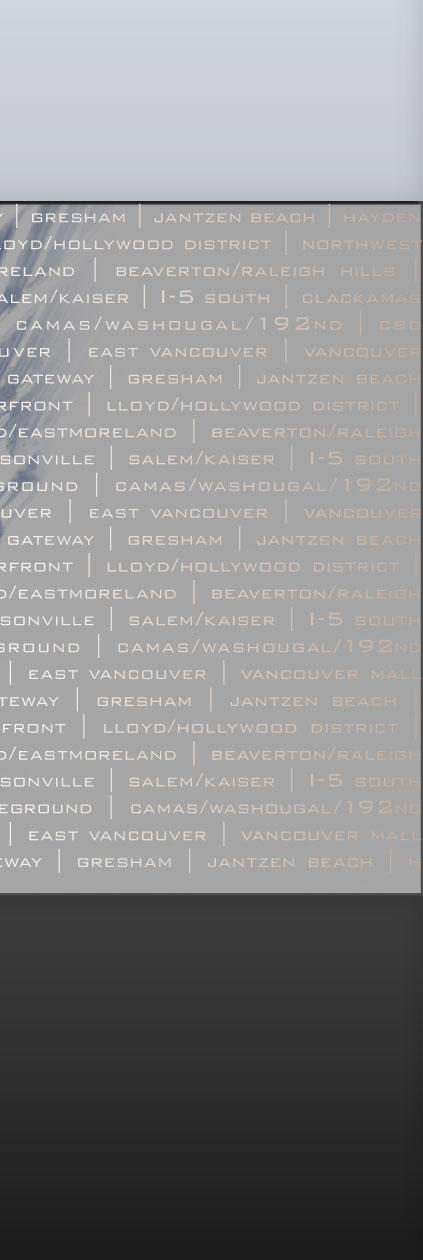 GRESHAM | JANTZEN BEACH | HAYDEN
LOYD/HOLLYWOOD DISTRICT | NORTHWEST
RELAND | BEAVERTON/RALEIGH HILLS |
ALEM/KAISER | I-5 SOUTH | CLACKAMAS
CAMAS/WASHOUGAL/192ND | CBD
UVER | EAST VANCOUVER | VANCOUVER
GATEWAY | GRESHAM | JANTZEN BEACH
RFRONT | LLOYD/HOLLYWOOD DISTRICT |
D/EASTMORELAND | BEAVERTON/RALEIGH
SONVILLE | SALEM/KAISER | I-5 SOUTH
GROUND | CAMAS/WASHOUGAL/192ND
UVER | EAST VANCOUVER | VANCOUVER
GATEWAY | GRESHAM | JANTZEN BEACH
RFRONT | LLOYD/HOLLYWOOD DISTRICT |
D/EASTMORELAND | BEAVERTON/RALEIGH
SONVILLE | SALEM/KAISER | I-5 SOUTH
GROUND | CAMAS/WASHOUGAL/192ND
| EAST VANCOUVER | VANCOUVER MALL
TEWAY | GRESHAM | JANTZEN BEACH |
FRONT | LLOYD/HOLLYWOOD DISTRICT |
D/EASTMORELAND | BEAVERTON/RALEIGH
SONVILLE | SALEM/KAISER | I-5 SOUTH
EGROUND | CAMAS/WASHOUGAL/192ND
| EAST VANCOUVER | VANCOUVER MALL
EWAY | GRESHAM | JANTZEN BEACH | H